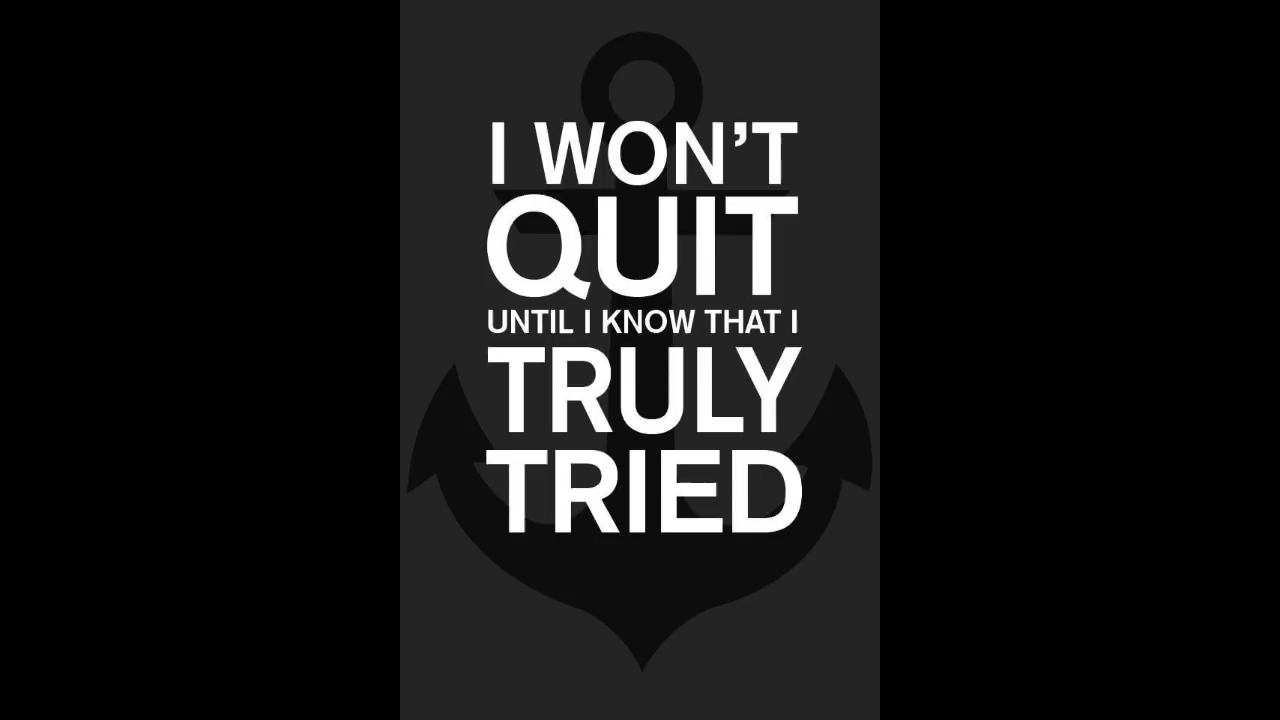 I WON’T
QUIT
UNTIL I KNOW THAT I
TRULY
TRIED